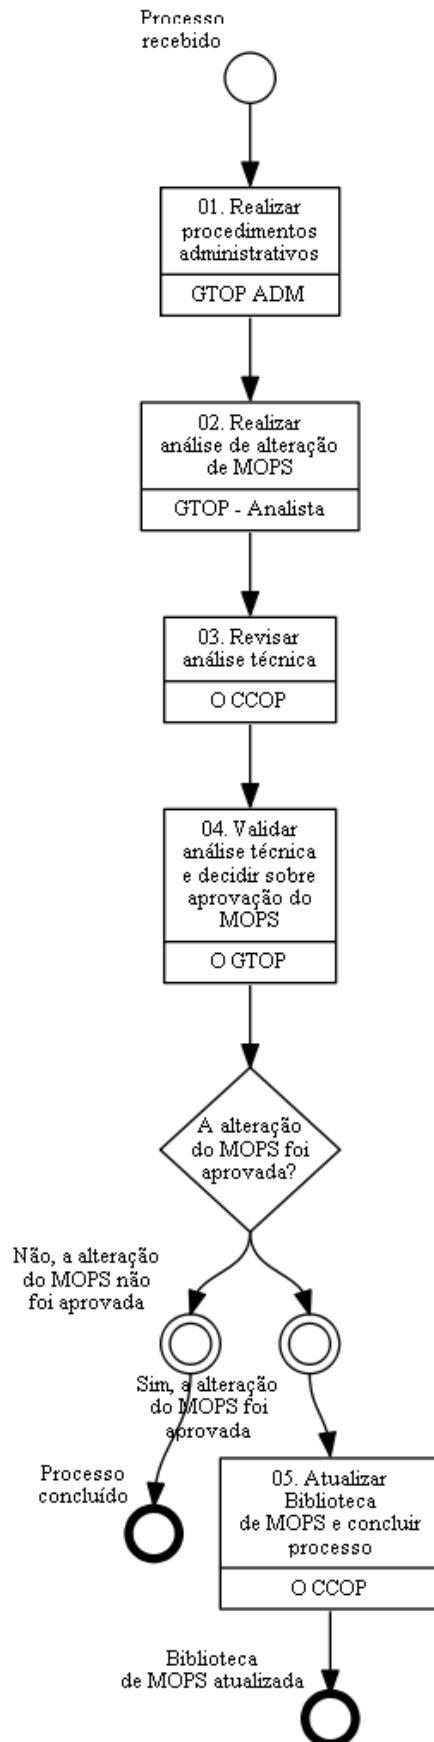 Processo
recebido
01. Realizar
procedimentos
administrativos
GTOP ADM
02. Realizar
análise de alteração
de MOPS
GTOP - Analista
03. Revisar
análise técnica
O CCOP
04. Validar
análise técnica
e decidir sobre
aprovação do
MOPS
O GTOP
A alteração
do MOPS foi
aprovada?
Não, a alteração
do MOPS não
foi aprovada
Sim, a alteração
do MOPS foi
aprovada
Processo
concluído
05. Atualizar
Biblioteca
de MOPS e concluir
processo
O CCOP
Biblioteca
de MOPS atualizada